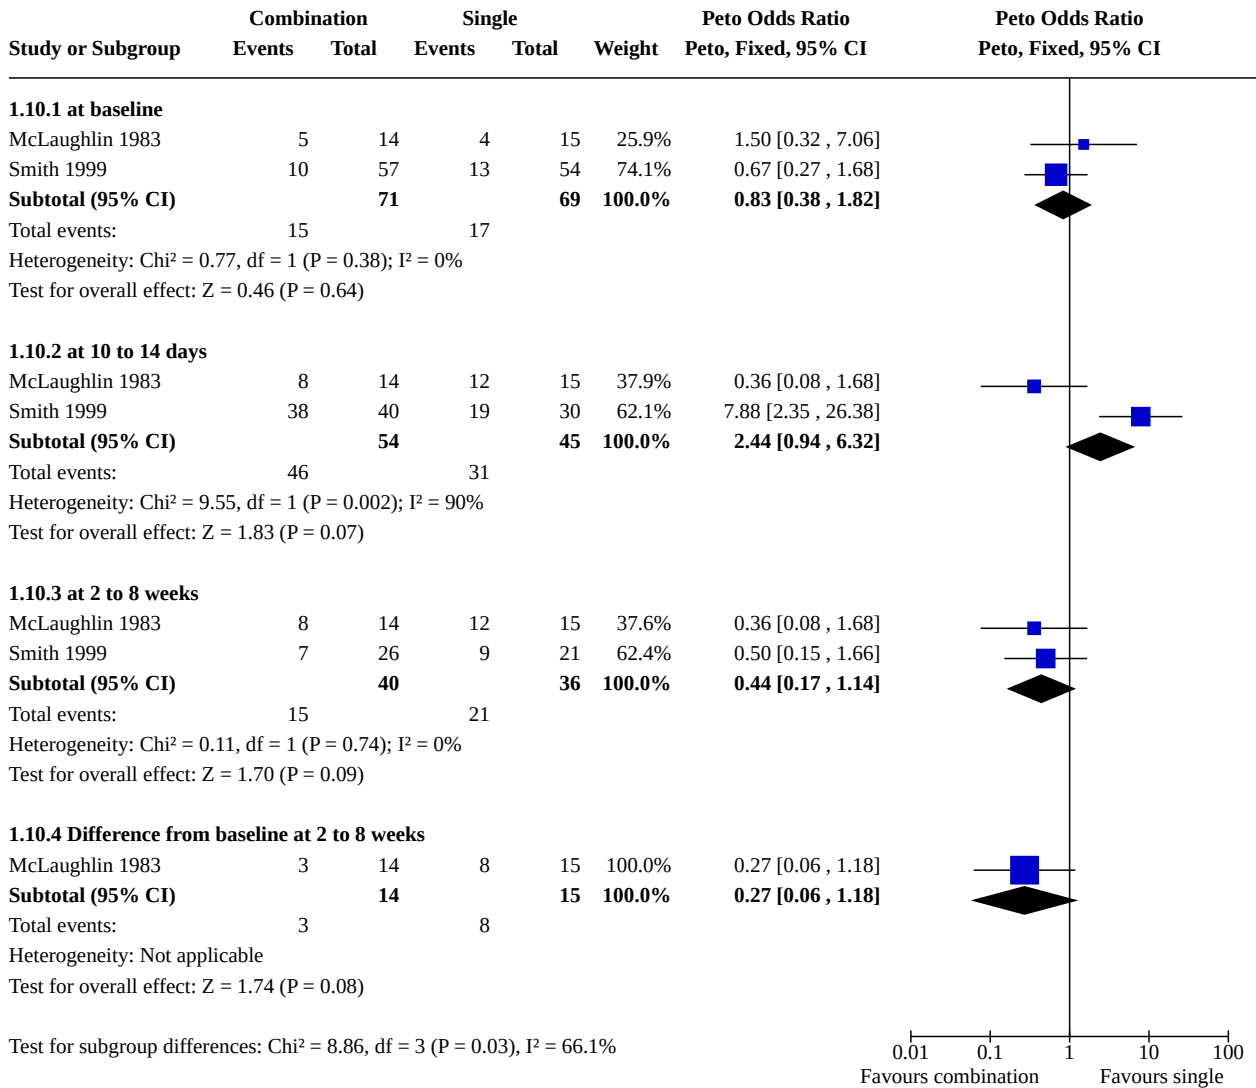 Combination Single Peto Odds Ratio Peto Odds Ratio
Study or Subgroup Events Total Events Total Weight Peto, Fixed, 95% CI Peto, Fixed, 95% CI
1.10.1 at baseline
McLaughlin 1983 5 14 4 15 25.9% 1.50 [0.32 , 7.06]
Smith 1999 10 57 13 54 74.1% 0.67 [0.27 , 1.68]
Subtotal (95% CI) 71 69 100.0% 0.83 [0.38 , 1.82]
Total events: 15 17
Heterogeneity: Chi² = 0.77, df = 1 (P = 0.38); I² = 0%
Test for overall effect: Z = 0.46 (P = 0.64)
1.10.2 at 10 to 14 days
McLaughlin 1983 8 14 12 15 37.9% 0.36 [0.08 , 1.68]
Smith 1999 38 40 19 30 62.1% 7.88 [2.35 , 26.38]
Subtotal (95% CI) 54 45 100.0% 2.44 [0.94 , 6.32]
Total events: 46 31
Heterogeneity: Chi² = 9.55, df = 1 (P = 0.002); I² = 90%
Test for overall effect: Z = 1.83 (P = 0.07)
1.10.3 at 2 to 8 weeks
McLaughlin 1983 8 14 12 15 37.6% 0.36 [0.08 , 1.68]
Smith 1999 7 26 9 21 62.4% 0.50 [0.15 , 1.66]
Subtotal (95% CI) 40 36 100.0% 0.44 [0.17 , 1.14]
Total events: 15 21
Heterogeneity: Chi² = 0.11, df = 1 (P = 0.74); I² = 0%
Test for overall effect: Z = 1.70 (P = 0.09)
1.10.4 Difference from baseline at 2 to 8 weeks
McLaughlin 1983 3 14 8 15 100.0% 0.27 [0.06 , 1.18]
Subtotal (95% CI) 14 15 100.0% 0.27 [0.06 , 1.18]
Total events: 3 8
Heterogeneity: Not applicable
Test for overall effect: Z = 1.74 (P = 0.08)
Test for subgroup differences: Chi² = 8.86, df = 3 (P = 0.03), I² = 66.1%
0.01 0.1 1 10 100
Favours combination Favours single